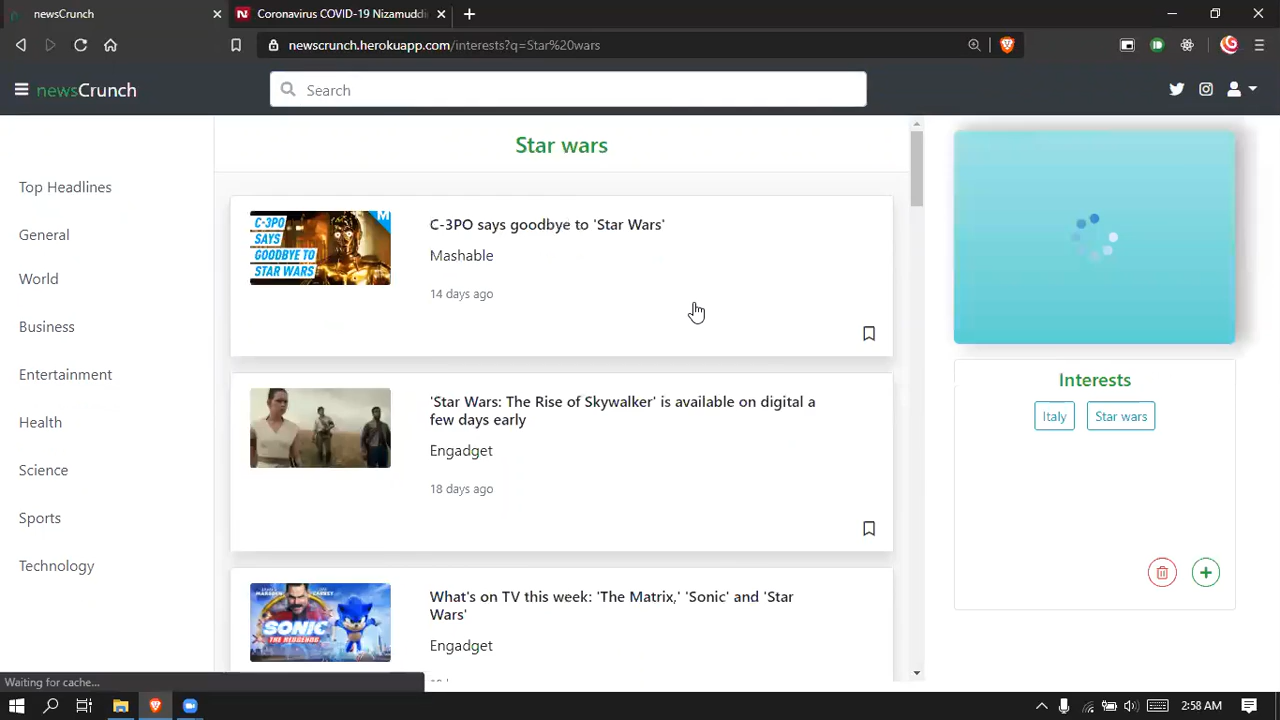 newsCrunch
Coronavirus COVID-19 Nizamuddi
newscrunch.herokuapp.com/interests?q=Star%20wars
newsCrunch
Search
Top Headlines
General
World
Business
Entertainment
Health
Science
Sports
Technology
Star wars
C-3PO
SAYS
GOODBYE TO
STAR WARS
M
C-3PO says goodbye to 'Star Wars'
Mashable
14 days ago
'Star Wars: The Rise of Skywalker' is available on digital a
few days early
Engadget
18 days ago
SONIC
THE HEDGEHOG
What's on TV this week: 'The Matrix,' 'Sonic' and 'Star
Wars'
Engadget
Interests
Italy
Star wars
Waiting for cache...
2:58 AM